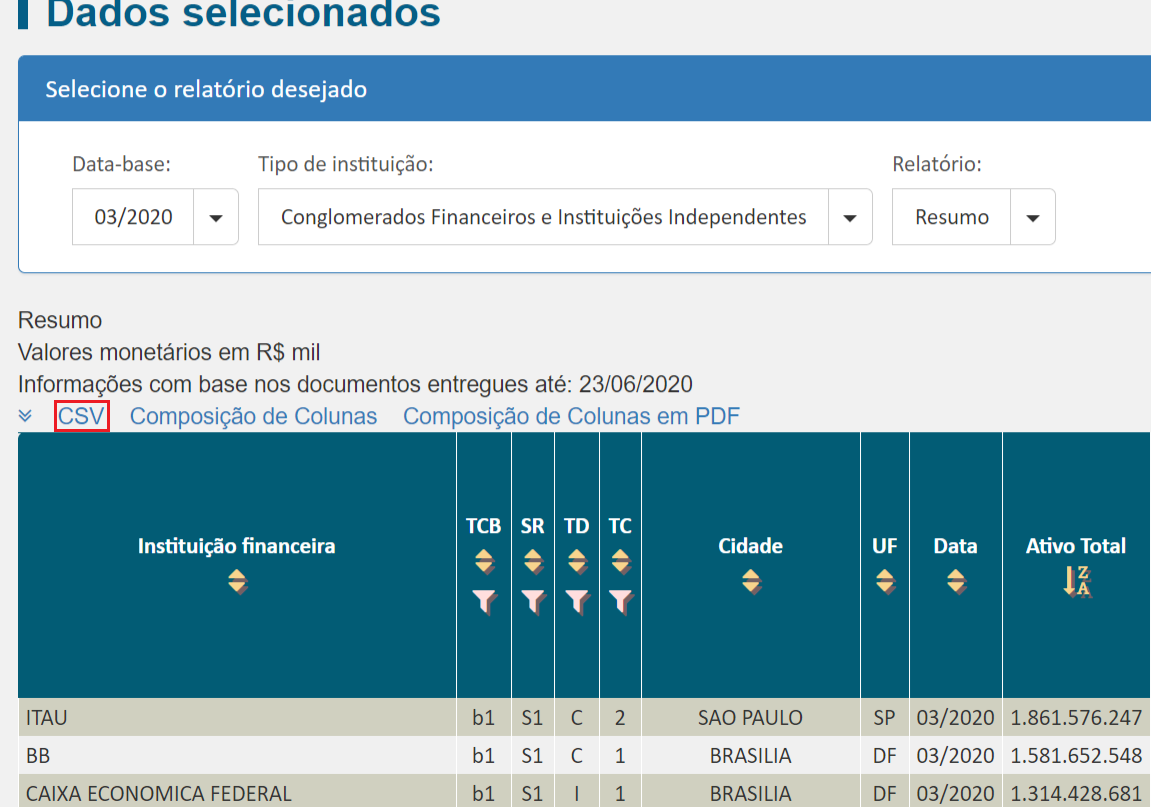 Dados selecionados
Selecione o relatório desejado
Data-base: Tipo de instituição: Relatório:
03/2020 Conglomerados Financeiros e Instituições Independentes Resumo
Resumo
Valores monetários em R$ mil
Informações com base nos documentos entregues até: 23/06/2020
CSV Composição de Colunas Composição de Colunas em PDF
Instituição financeira TCB SR TD TC Cidade UF Data Ativo Total
ITAU b1 S1 C 2 SAO PAULO SP 03/2020 1.861.576.247
BB b1 S1 C 1 BRASILIA DF 03/2020 1.581.652.548
CAIXA ECONOMICA FEDERAL b1 S1 I 1 BRASILIA DF 03/2020 1.314.428.681